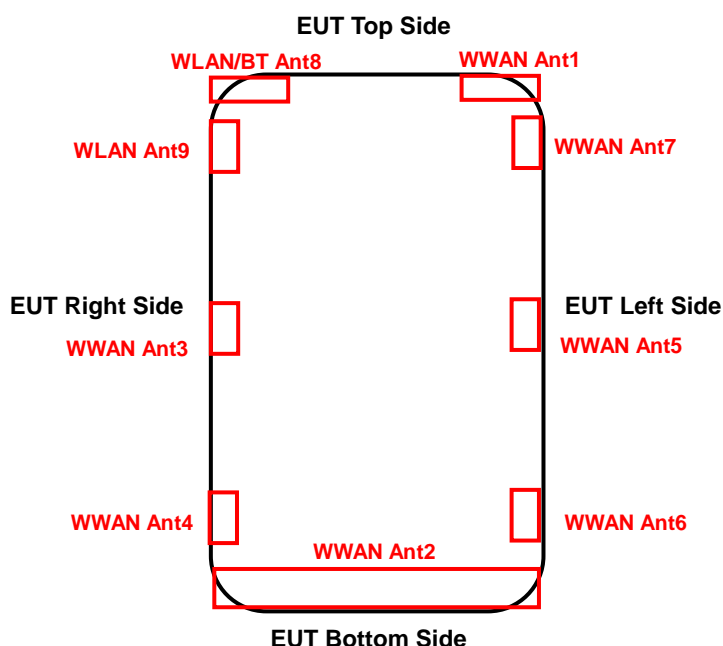 EUT Top Side
WLAN/BT Ant8
WWAN Ant1
WLAN Ant9
WWAN Ant7
EUT Right Side
EUT Left Side
WWAN Ant3
WWAN Ant5
WWAN Ant4
WWAN Ant6
WWAN Ant2
EUT Bottom Side